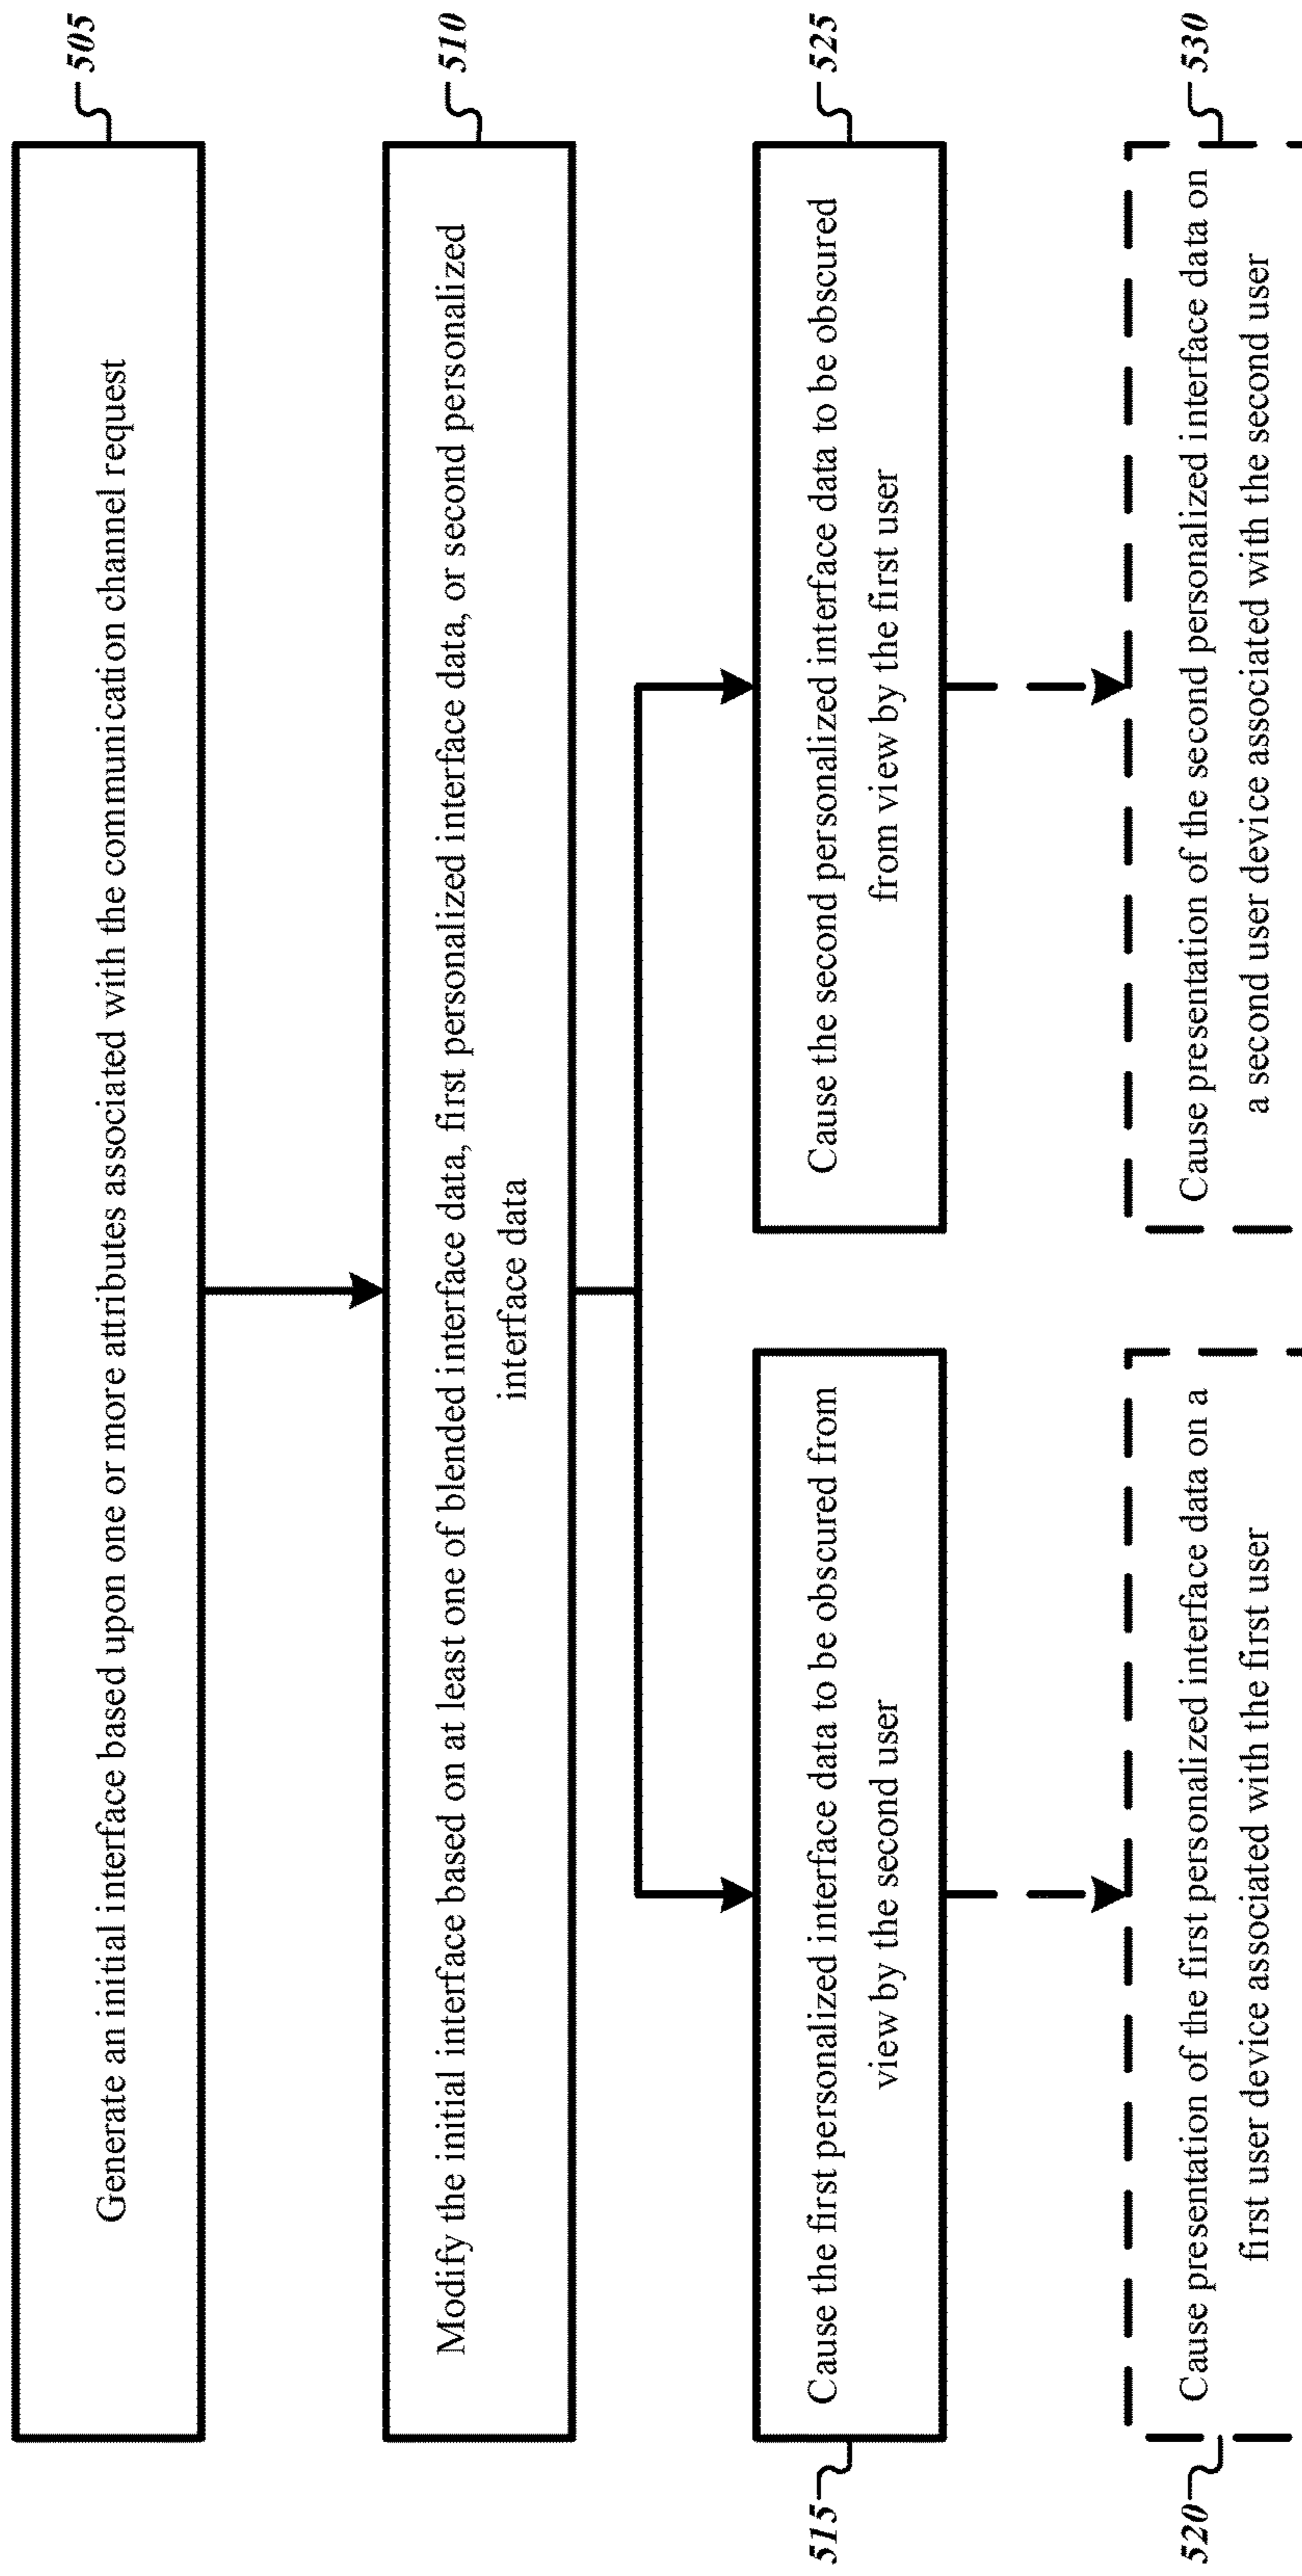 Generate an initial interface based upon one or more attributes associated with the communication channel request
505
Modify the initial interface based on at least one of blended interface data, first personalized interface data, or second personalized
interface data
510
515
Cause the first personalized interface data to be obscured from
view by the second user
Cause the second personalized interface data to be obscured
from view by the first user
525
520
Cause presentation of the first personalized interface data on a
first user device associated with the first user
Cause presentation of the second personalized interface data on
a second user device associated with the second user
530